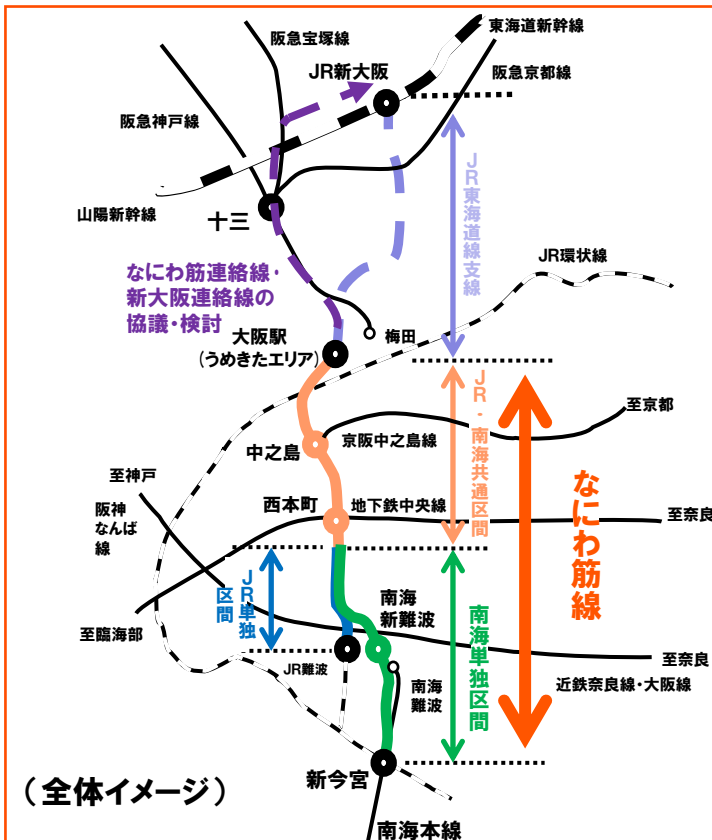 東海道新幹線
阪急宝塚線
JR新大阪
阪急京都線
阪急神戸線
山陽新幹線
十三
JR東海道線支線
JR環状線
なにわ筋連絡線・
新大阪連絡線の
協議・検討
大阪駅
(うめきたエリア)
梅田
JR・南海共通区間
至京都
中之島
京阪中之島線
なにわ筋線
至神戸
阪神
なんば
線
西本町
地下鉄中央線
至奈良
JR単独
区間
南海
新難波
南海単独区間
至臨海部
JR難波
南海
難波
至奈良
近鉄奈良線・大阪線
新今宮
(全体イメージ)
南海本線